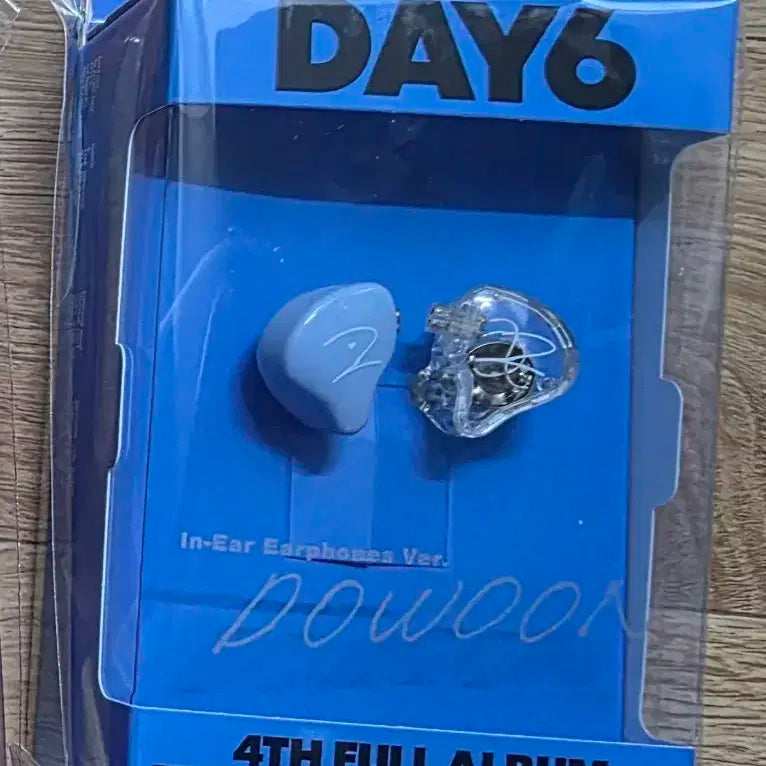 DAY6
In-Ear Earphones Ver.
DOWOON
4TH FULL ALBUM